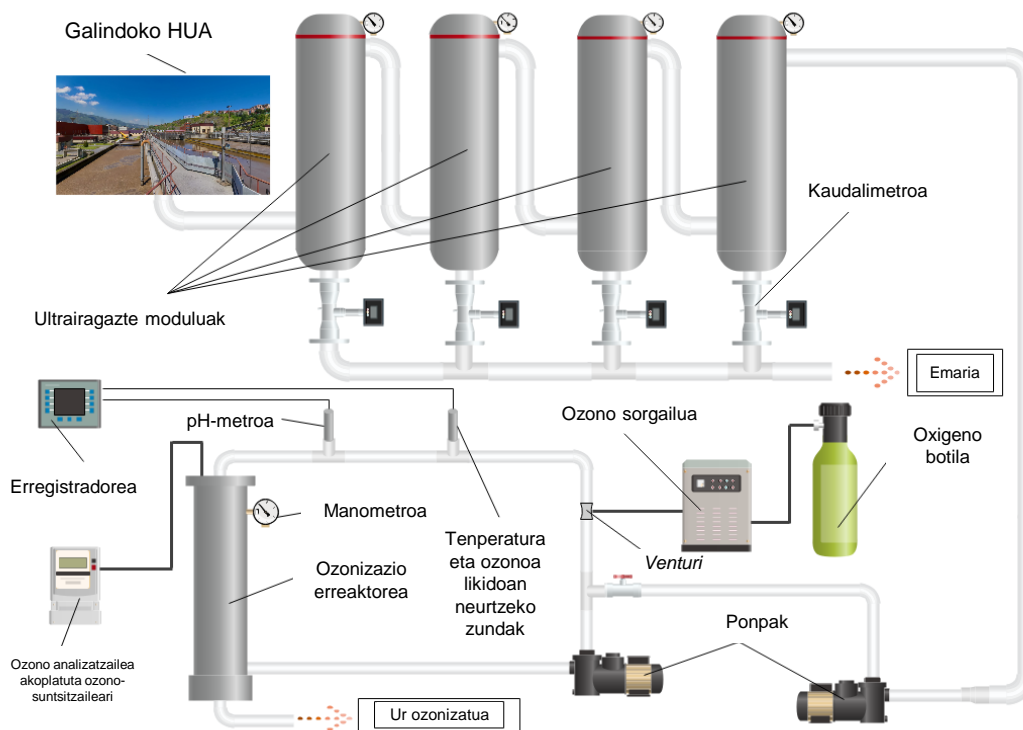 Galindoko HUA
Kaudalimetroa
Ultrairagazte moduluak
Emaria
pH-metroa
Ozono sorgailua
Oxigeno
botila
Erregistradorea
Manometroa
Tenperatura
eta ozonoa
likidoan
neurtzeko
zundak
Venturi
Ozonizazio
erreaktorea
Ponpak
Ozono analizatzailea
akoplatuta ozono-
suntsitzaileari
Ur ozonizatua